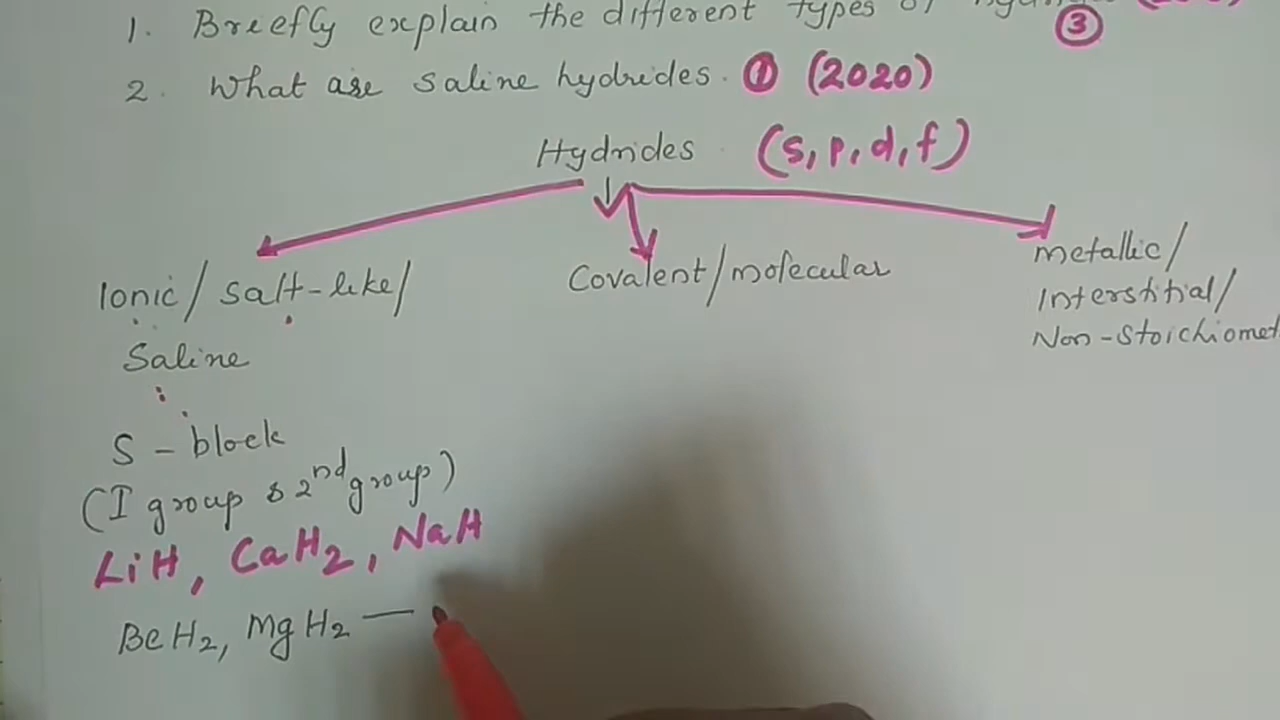 1. Breefly explain the different types of
③
2. What are saline hydrides. ① (2020)
Hydrides (s, p, d, f)
Ionic/ salt-like/
Saline
Covalent/molecular
Metallic/
Interstitial/
Non-stoichiomet
S-block
(I group & 2nd group)
LiH, CaH2, NaH
BeH2, MgH2 —